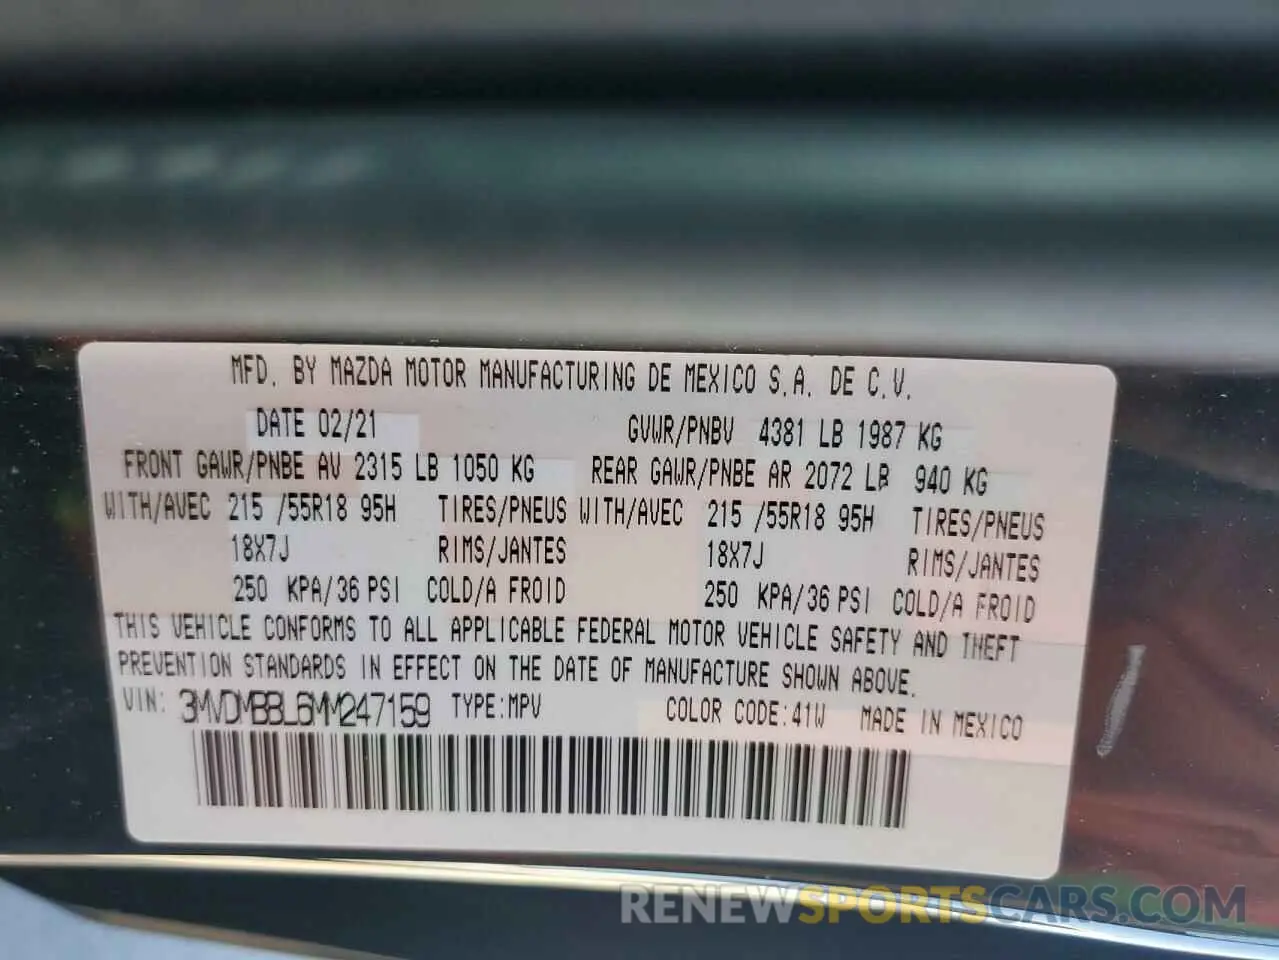 MFD. BY MAZDA MOTOR MANUFACTURING DE MEXICO S.A. DE C.V.
DATE 02/21 GVWR/PNBV 4381 LB 1987 KG
FRONT GAWR/PNBE AV 2315 LB 1050 KG REAR GAWR/PNBE AR 2072 LB 940 KG
WITH/AVEC 215 /55R18 95H TIRES/PNEUS WITH/AVEC 215 /55R18 95H TIRES/PNEUS
18X7J RIMS/JANTES 18X7J RIMS/JANTES
250 KPA/36 PSI COLD/A FROID 250 KPA/36 PSI COLD/A FROID
THIS VEHICLE CONFORMS TO ALL APPLICABLE FEDERAL MOTOR VEHICLE SAFETY AND THEFT
PREVENTION STANDARDS IN EFFECT ON THE DATE OF MANUFACTURE SHOWN ABOVE.
VIN: 3MVDMBBL6MM247159 TYPE:MPV COLOR CODE:41W MADE IN MEXICO
RENEWSPORTSCARS.COM